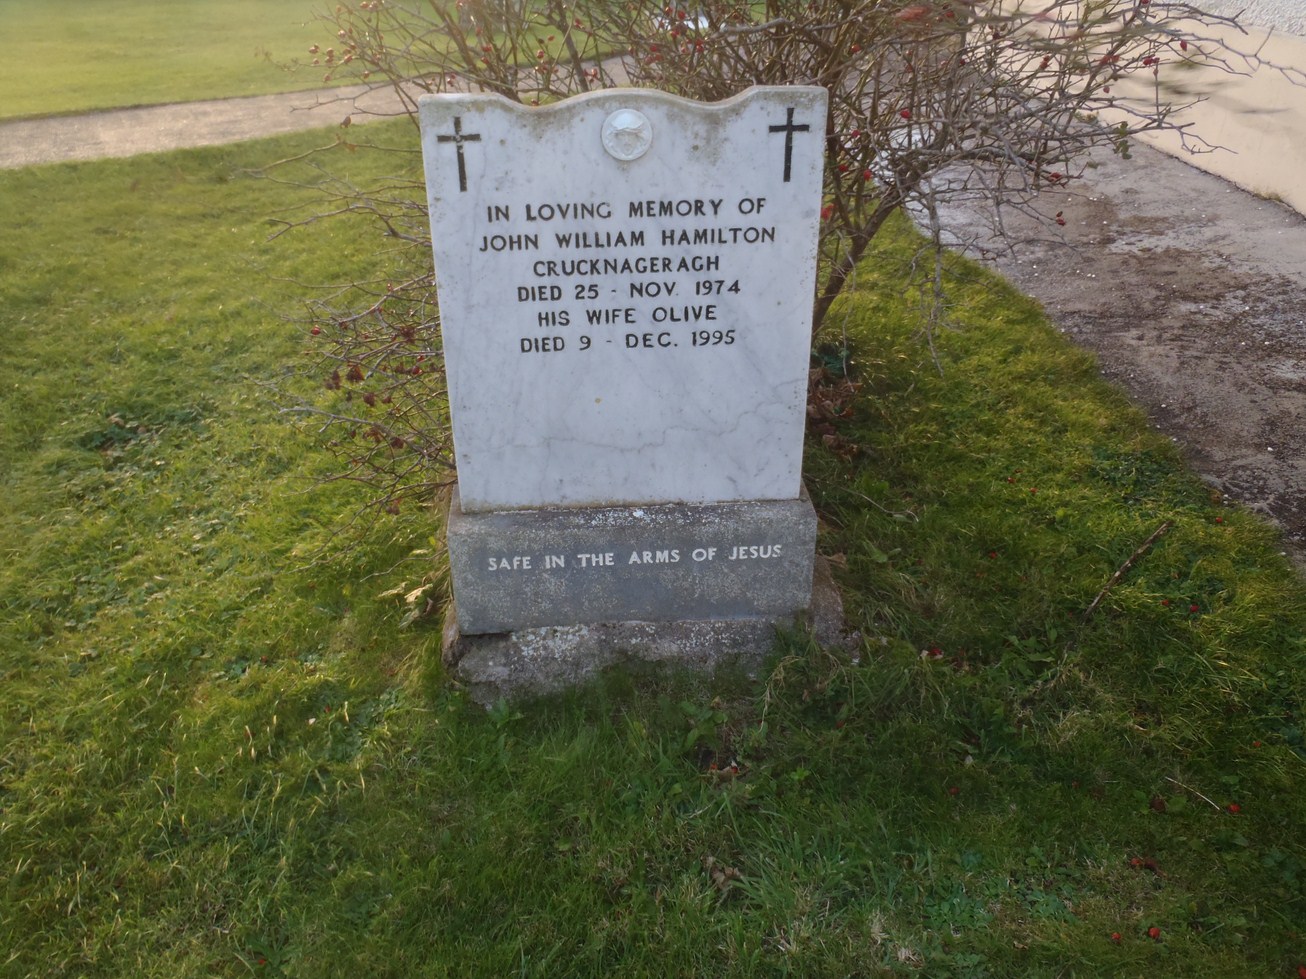 IN LOVING MEMORY OF
JOHN WILLIAM HAMILTON
CRUCKNAGERAGH
DIED 25 - NOV. 1974
HIS WIFE OLIVE
DIED 9 - DEC. 1995
SAFE IN THE ARMS OF JESUS